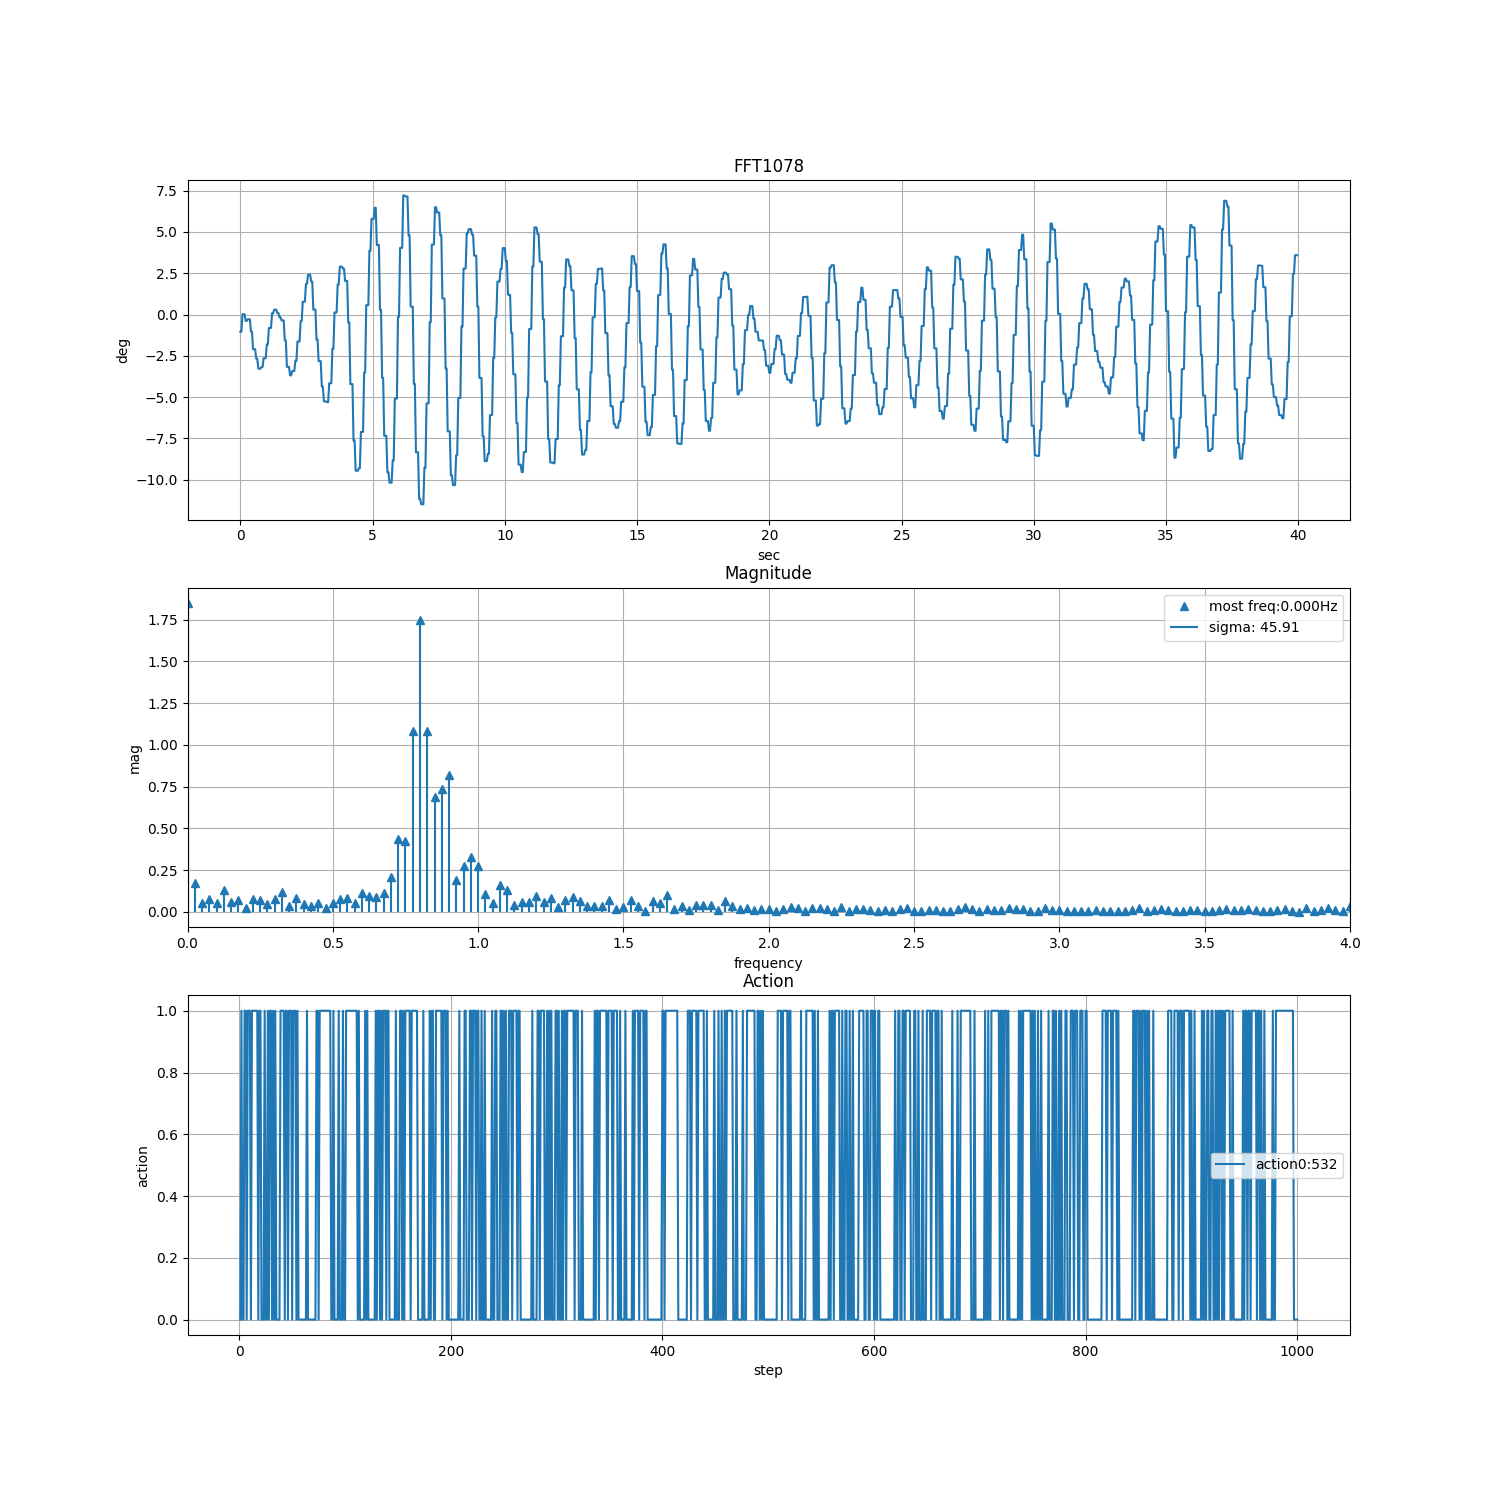 FFT1078
7.5
5.0
2.5
0.0
−2.5
−5.0
−7.5
−10.0
deg
0 5 10 15 20 25 30 35 40
sec
Magnitude
1.75
1.50
1.25
1.00
0.75
0.50
0.25
0.00
mag
most freq:0.000Hz
sigma: 45.91
0.0 0.5 1.0 1.5 2.0 2.5 3.0 3.5 4.0
frequency
Action
1.0
0.8
0.6
0.4
0.2
0.0
action
action0:532
0 200 400 600 800 1000
step